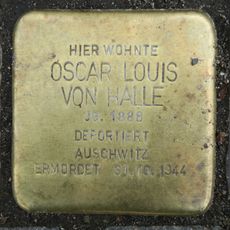 HIER WOHNTE
OSCAR LOUIS
VON HALLE
JG. 1888
DEPORTIERT
AUSCHWITZ
ERMORDET 30.10.1944